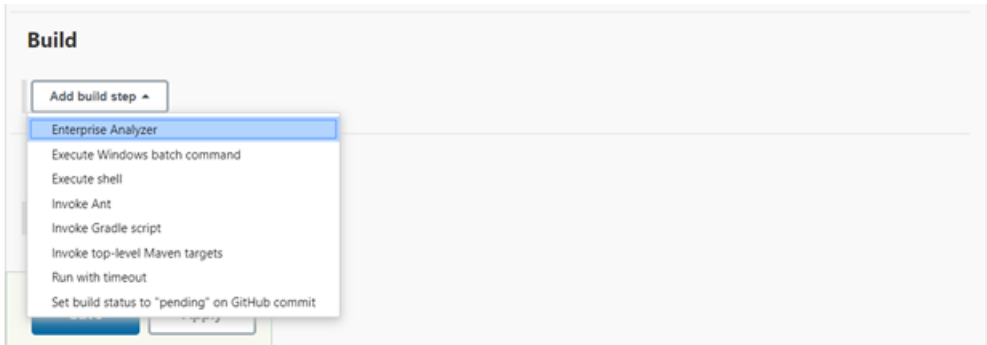 Build
Add build step
Enterprise Analyzer
Execute Windows batch command
Execute shell
Invoke Ant
Invoke Gradle script
Invoke top-level Maven targets
Run with timeout
Set build status to "pending" on GitHub commit